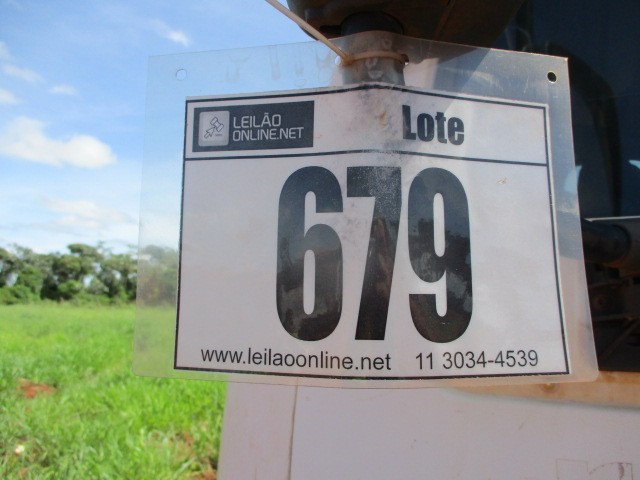 LEILÃO
ONLINE.NET
Lote
679
www.leilaoonline.net 11 3034-4539